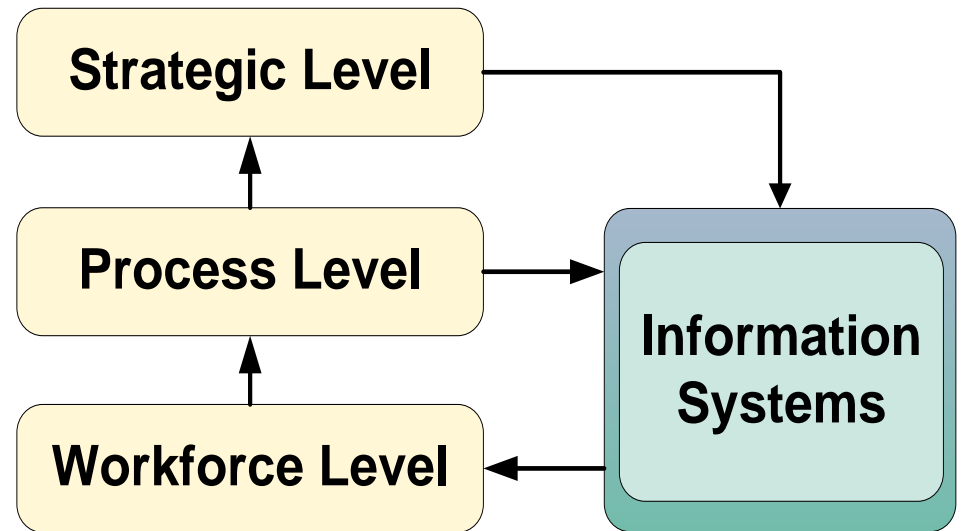 Strategic Level
Process Level
Information
Systems
Workforce Level